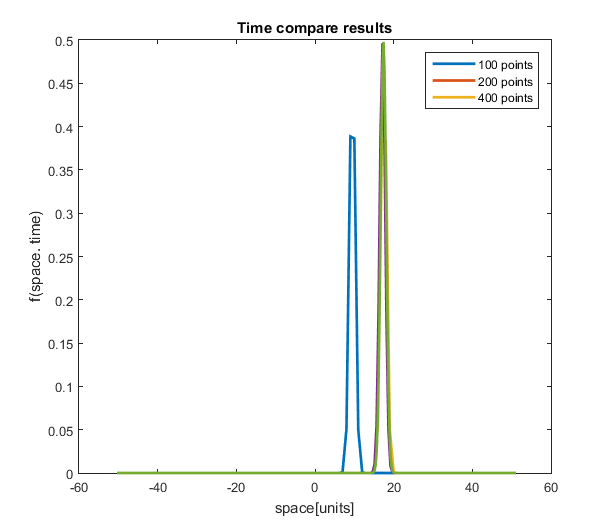 Time compare results
0.5
0.45
0.4
0.35
0.3
0.25
0.2
0.15
0.1
0.05
0
f(space. time)
100 points
200 points
400 points
-60 -40 -20 0 20 40 60
space[units]